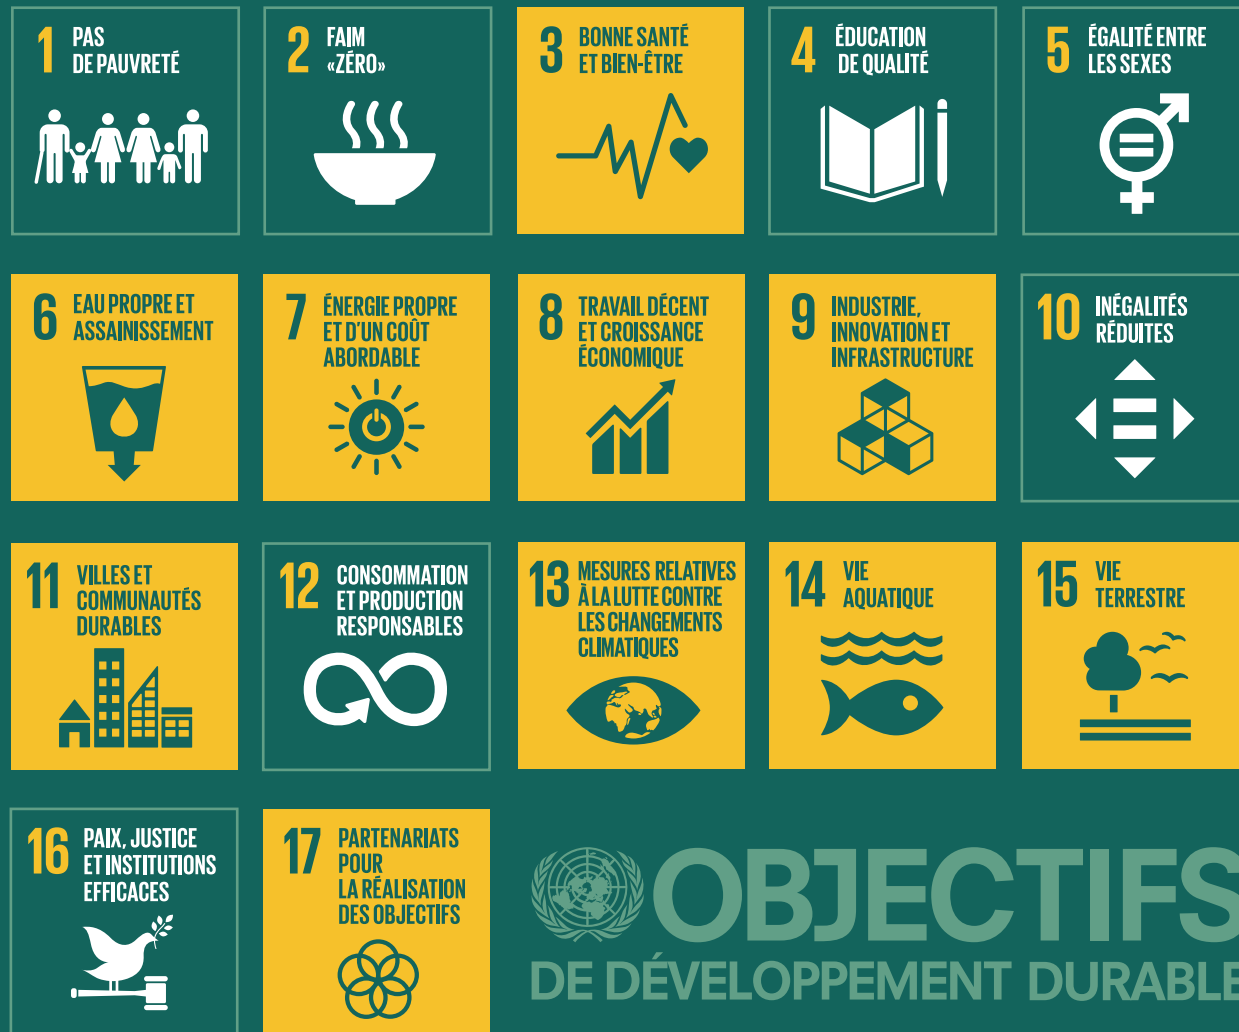 1 PAS
DE PAUVRETÉ
2 FAIM
«ZÉRO»
3 BONNE SANTÉ
ET BIEN-ÊTRE
4 ÉDUCATION
DE QUALITÉ
5 ÉGALITÉ ENTRE
LES SEXES
6 EAU PROPRE ET
ASSAINISSEMENT
7 ÉNERGIE PROPRE
ET D'UN COÛT
ABORDABLE
8 TRAVAIL DÉCENT
ET CROISSANCE
ÉCONOMIQUE
9 INDUSTRIE,
INNOVATION ET
INFRASTRUCTURE
10 INÉGALITÉS
RÉDUITES
11 VILLES ET
COMMUNAUTÉS
DURABLES
12 CONSOMMATION
ET PRODUCTION
RESPONSABLES
13 MESURES RELATIVES
À LA LUTTE CONTRE
LES CHANGEMENTS
CLIMATIQUES
14 VIE
AQUATIQUE
15 VIE
TERRESTRE
16 PAIX, JUSTICE
ET INSTITUTIONS
EFFICACES
17 PARTENARIATS
POUR
LA RÉALISATION
DES OBJECTIFS
OBJECTIFS
DE DÉVELOPPEMENT DURABLE